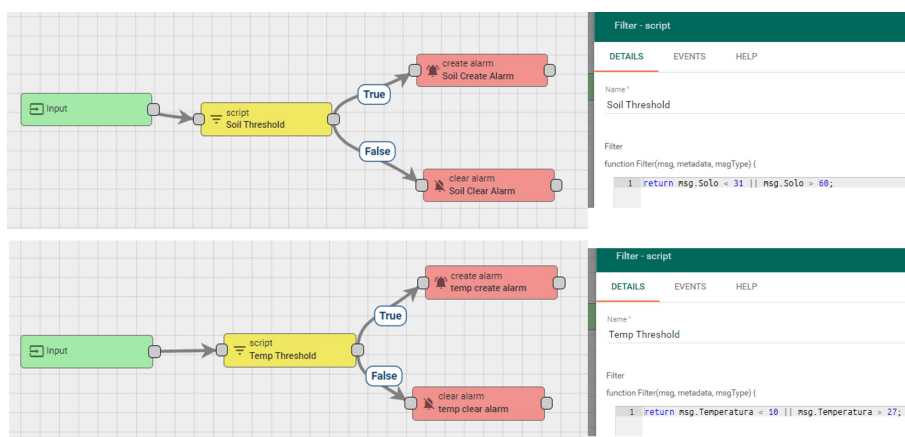 Input
script
Soil Threshold
True
False
create alarm
Soil Create Alarm
clear alarm
Soil Clear Alarm
Filter - script
DETAILS EVENTS HELP
Name *
Soil Threshold
Filter
function Filter(msg, metadata, msgType) {
1 return msg.Solo < 31 || msg.Solo > 60;
Input
script
Temp Threshold
True
False
create alarm
temp create alarm
clear alarm
temp clear alarm
Filter - script
DETAILS EVENTS HELP
Name *
Temp Threshold
Filter
function Filter(msg, metadata, msgType) {
1 return msg.Temperatura < 10 || msg.Temperatura > 27;